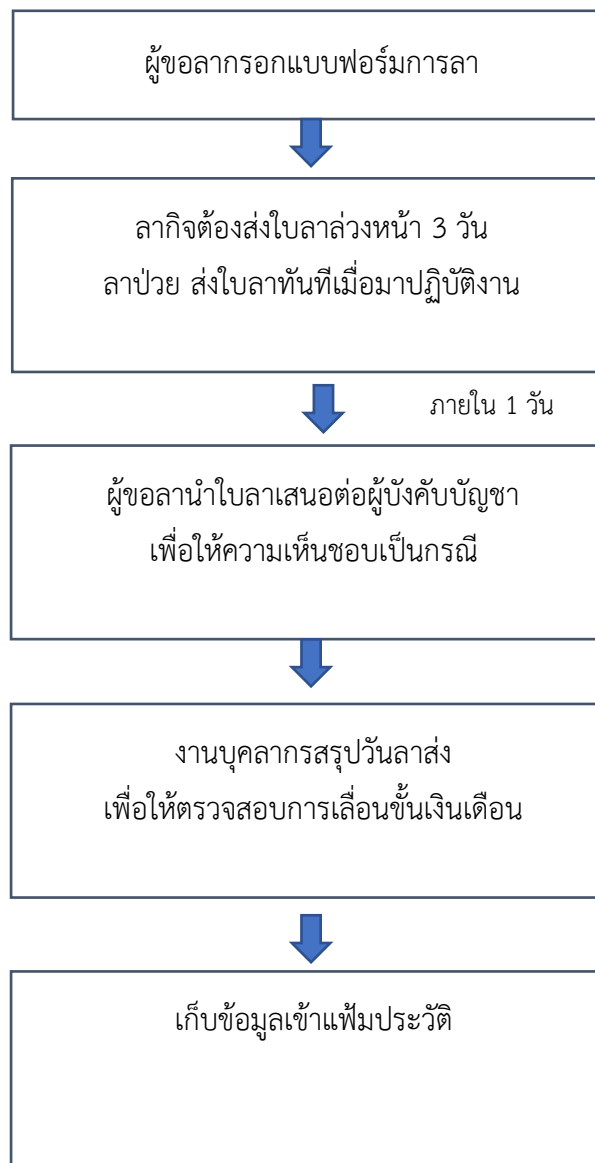 ผู้ขอลากรอกแบบฟอร์มการลา
ลากิจต้องส่งใบลาล่วงหน้า 3 วัน
ลาป่วย ส่งใบลาทันทีเมื่อมาปฏิบัติงาน
ภายใน 1 วัน
ผู้ขอลานำใบลาเสนอต่อผู้บังคับบัญชา
เพื่อให้ความเห็นชอบเป็นกรณี
งานบุคลากรสรุปวันลาส่ง
เพื่อให้ตรวจสอบการเลื่อนขั้นเงินเดือน
เก็บข้อมูลเข้าแฟ้มประวัติ